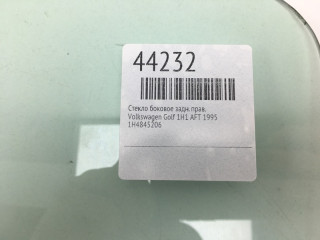 44232
Стекло боковое задн. прав.
Volkswagen Golf 1H1 AFT 1995
1H4845206